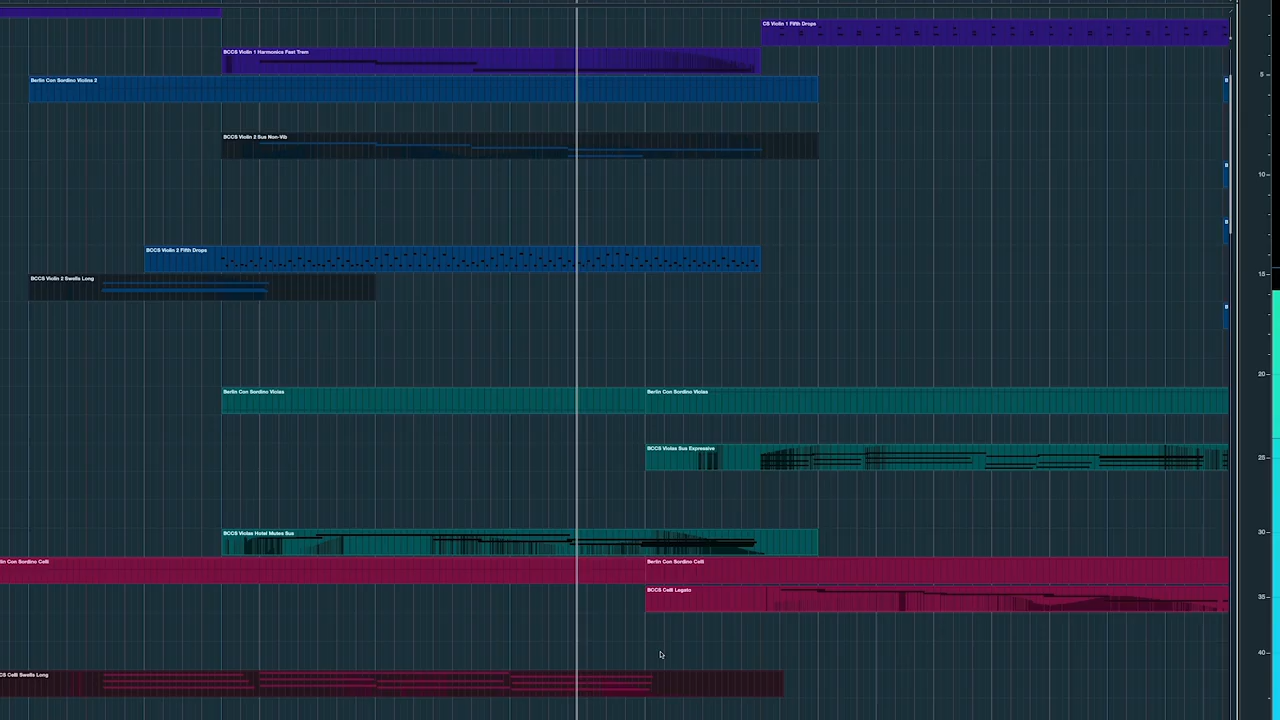 CS Violin 1 Fifth Drops
BCCS Violin 1 Harmonics Fast Trem
5
Berlin Con Sordino Violins 2
B
BCCS Violin 2 Sus Non-Vib
B
10
B
BCCS Violin 2 Fifth Drops
15
BCCS Violin 2 Swells Long
B
20
Berlin Con Sordino Violas
Berlin Con Sordino Violas
BCCS Violas Sus Expressive
25
BCCS Violas Hotel Mutes Sus
30
lin Con Sordino Celli
Berlin Con Sordino Celli
BCCS Celli Legato
35
40
CS Celli Swells Long